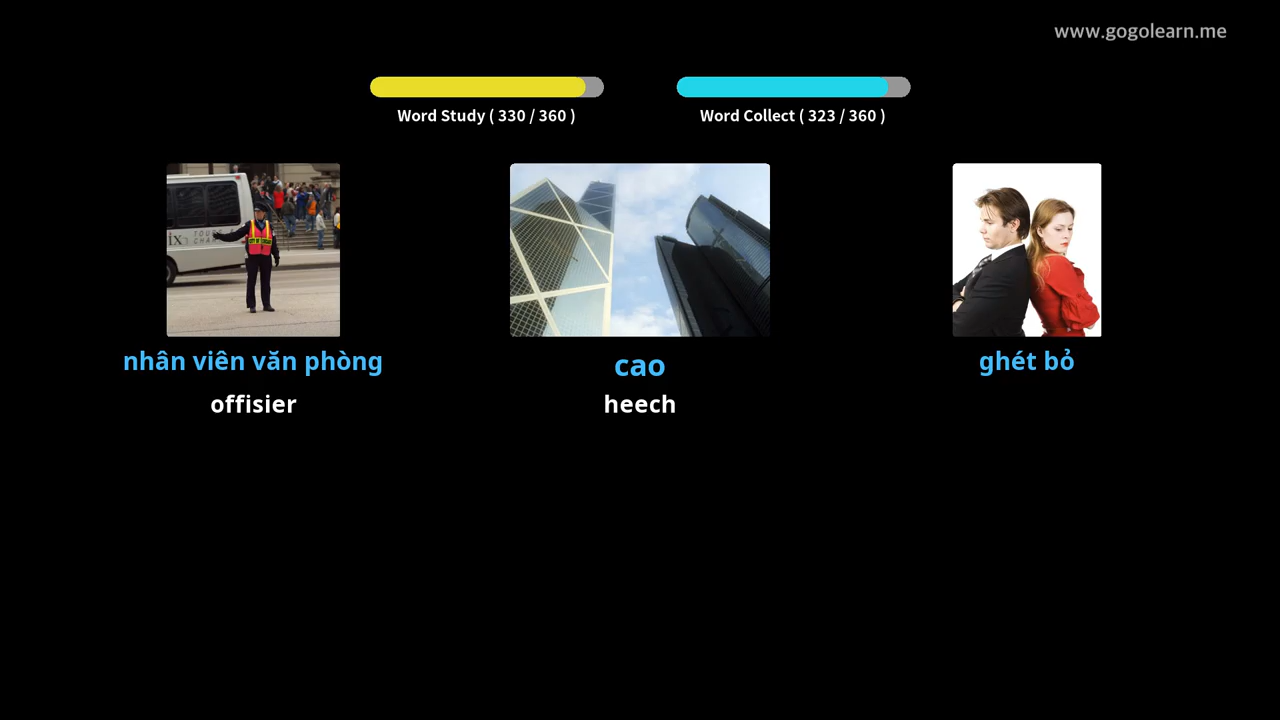 www.gogolearn.me
Word Study ( 330 / 360 )
Word Collect ( 323 / 360 )
nhân viên văn phòng
offisier
cao
heech
ghét bỏ